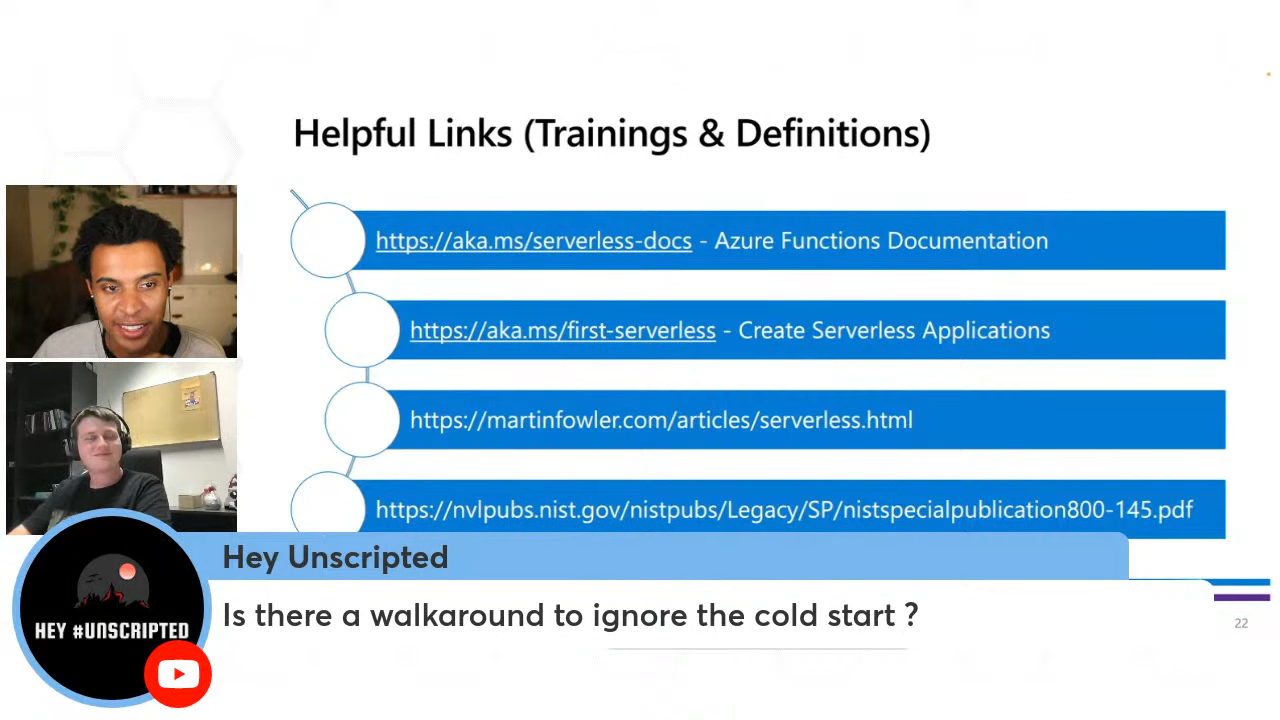 Helpful Links (Trainings & Definitions)
https://aka.ms/serverless-docs - Azure Functions Documentation
https://aka.ms/first-serverless - Create Serverless Applications
https://martinfowler.com/articles/serverless.html
https://nvlpubs.nist.gov/nistpubs/Legacy/SP/nistspecialpublication800-145.pdf
Hey Unscripted
Is there a walkaround to ignore the cold start ?
HEY #UNSCRIPTED
22